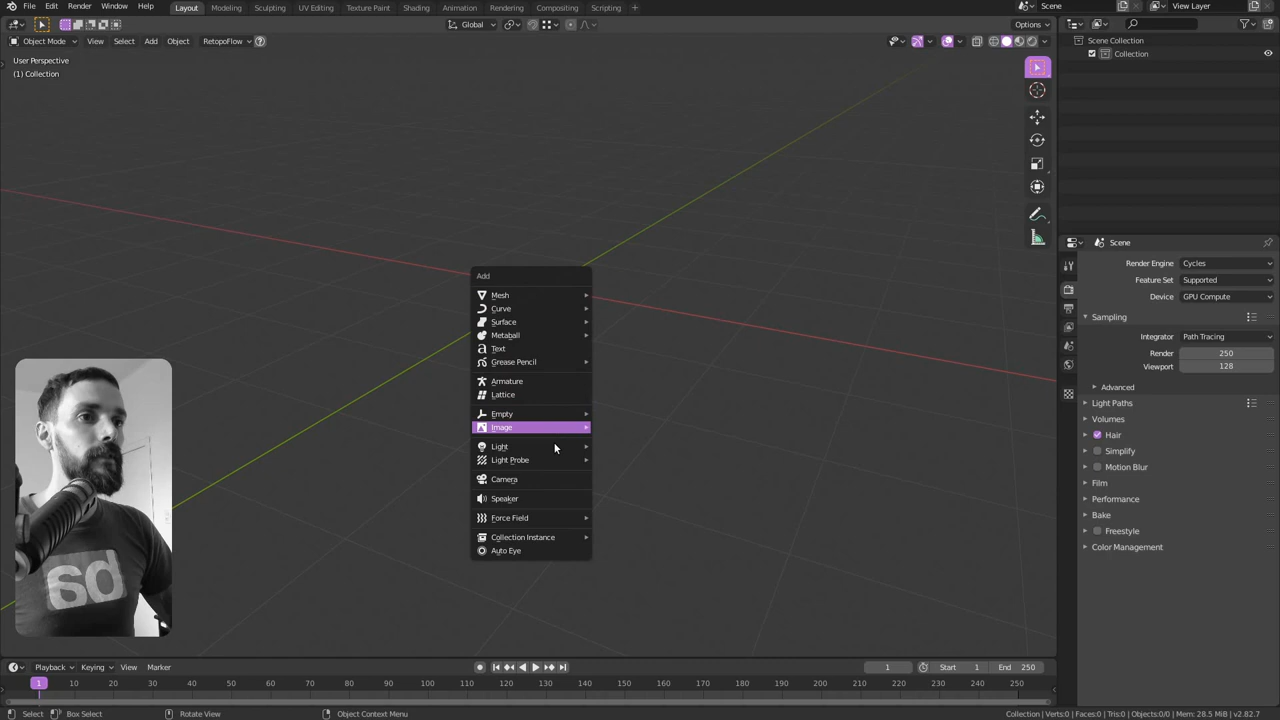 File Edit Render Window Help Layout Modeling Sculpting UV Editing Texture Paint Shading Animation Rendering Compositing Scripting + Scene View Layer
Global Options
Object Mode View Select Add Object RetopoFlow
User Perspective
(1) Collection
Scene Collection
Collection
Add
Mesh
Curve
Surface
Metaball
Text
Grease Pencil
Armature
Lattice
Empty
Image
Light
Light Probe
Camera
Speaker
Force Field
Collection Instance
Auto Eye
sd
Scene
Render Engine Cycles
Feature Set Supported
Device GPU Compute
Sampling
Integrator Path Tracing
Render 250
Viewport 128
Advanced
Light Paths
Volumes
Hair
Simplify
Motion Blur
Film
Performance
Bake
Freestyle
Color Management
Playback Keying View Marker 1 Start 1 End 250
1 10 20 30 40 50 60 70 80 90 100 110 120 130 140 150 160 170 180 190 200 210 220 230 240 250
Select Box Select Rotate View Object Context Menu Collection | Verts:0 | Faces:0 | Tris:0 | Objects:0/0 | Mem: 28.5 MiB | v2.82.7